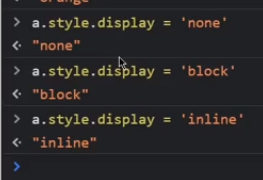 > a.style.display = 'none'
<· "none"
> a.style.display = 'block'
<· "block"
> a.style.display = 'inline'
<· "inline"
>